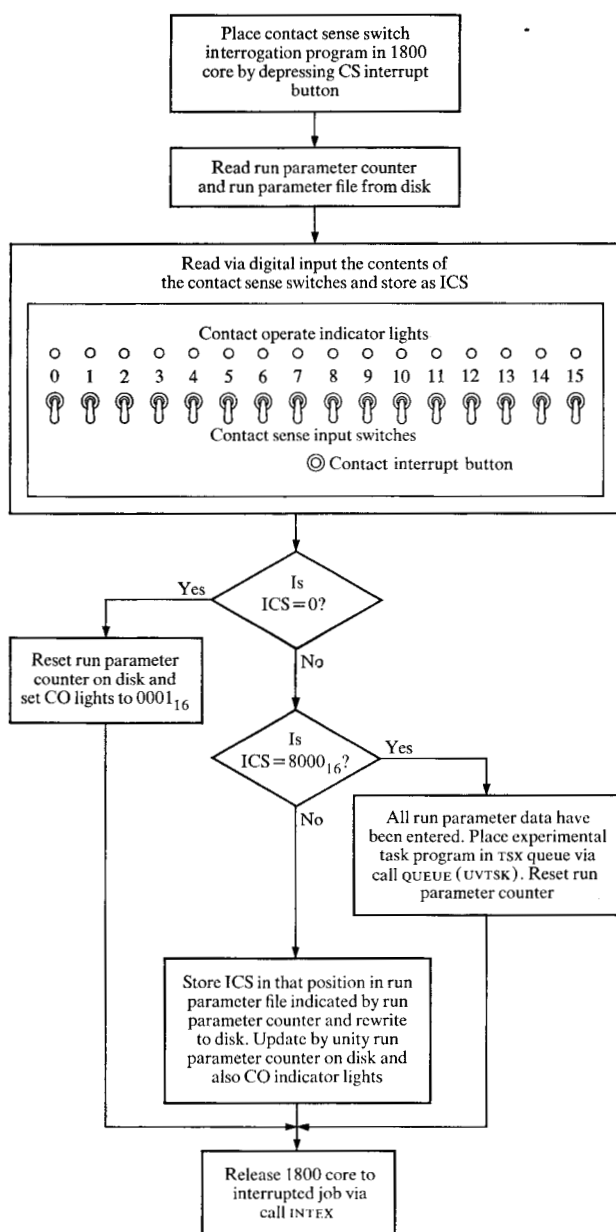 Place contact sense switch
interrogation program in 1800
core by depressing CS interrupt
button
Read run parameter counter
and run parameter file from disk
Read via digital input the contents of
the contact sense switches and store as ICS
Contact operate indicator lights
0 1 2 3 4 5 6 7 8 9 10 11 12 13 14 15
Contact sense input switches
Contact interrupt button
Is
ICS=0?
Yes
No
Reset run parameter
counter on disk and
set CO lights to 0001₁₆
Is
ICS=8000₁₆?
Yes
No
All run parameter data have
been entered. Place experimental
task program in TSX queue via
call QUEUE (UVTSK). Reset run
parameter counter
Store ICS in that position in run
parameter file indicated by run
parameter counter and rewrite
to disk. Update by unity run
parameter counter on disk and
also CO indicator lights
Release 1800 core to
interrupted job via
call INTEX